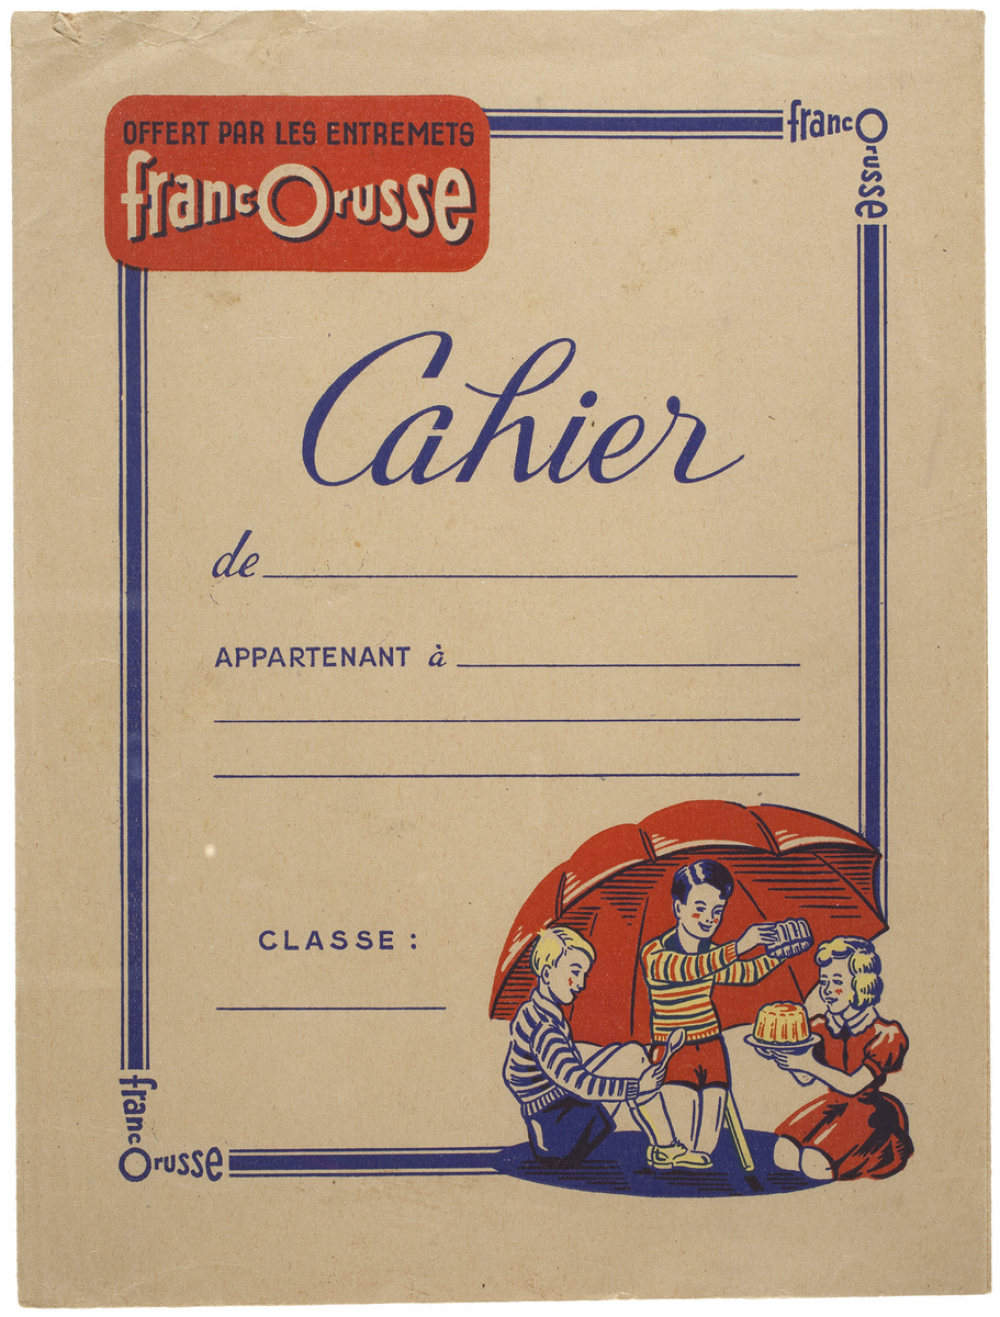 OFFERT PAR LES ENTREMETS
francOrusse
francOrusse
Cahier
de
APPARTENANT à
CLASSE :
francOrusse